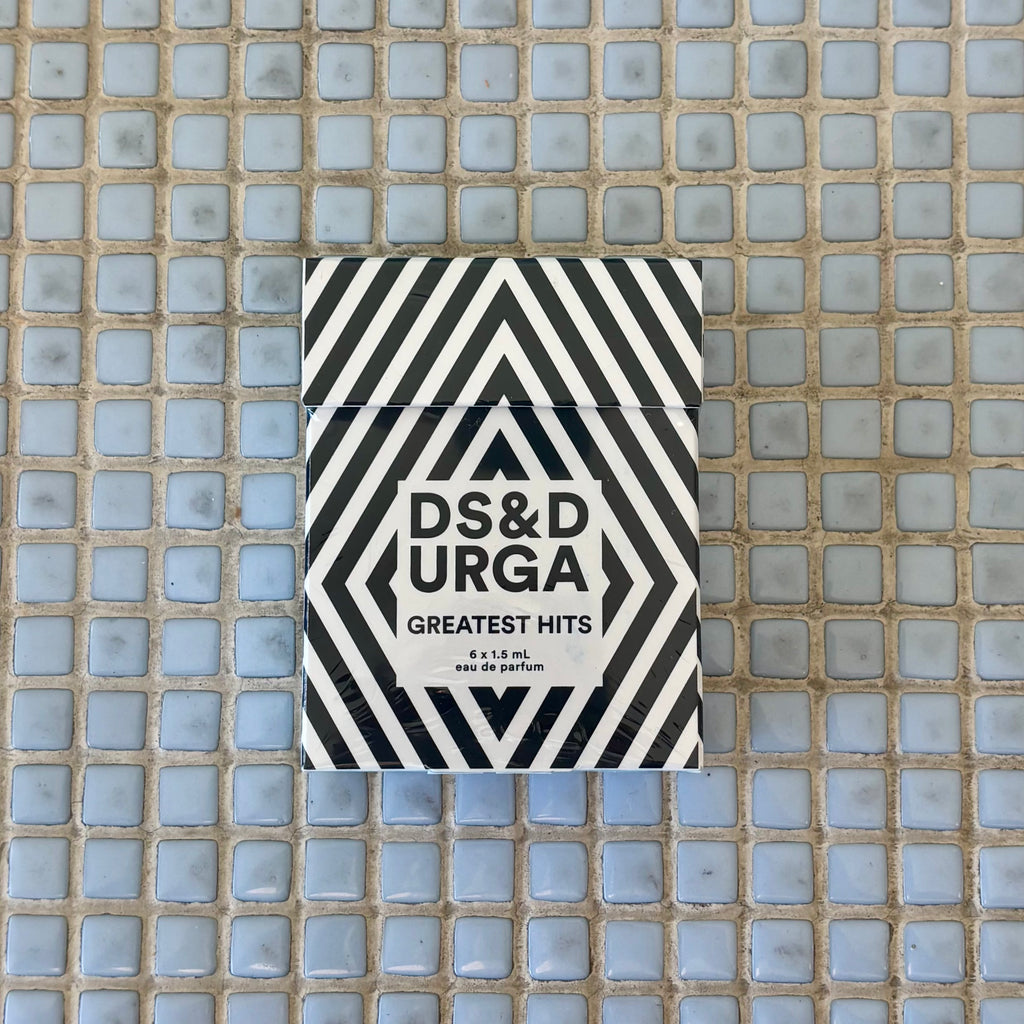 DS&D
URGA
GREATEST HITS
6 x 1.5 mL
eau de parfum